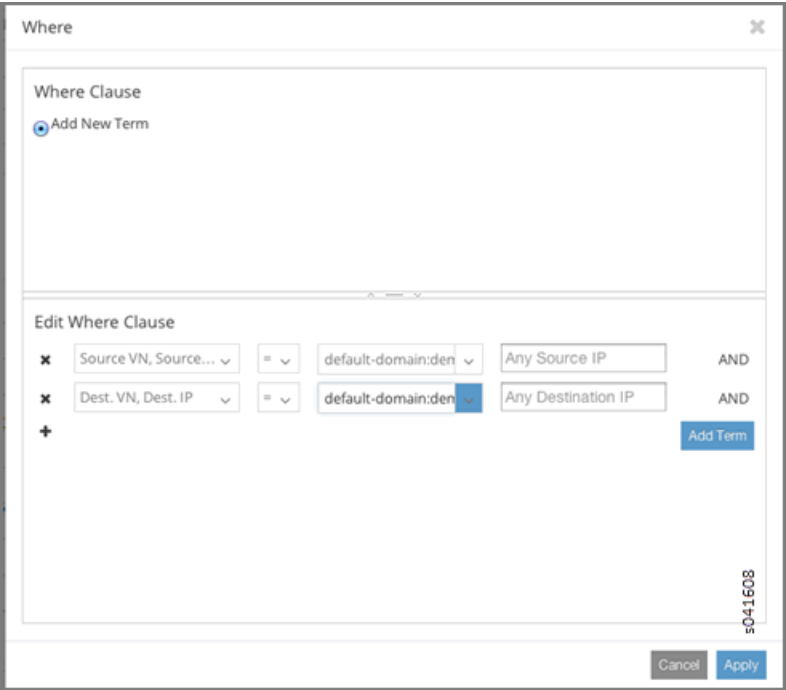 Where
Where Clause
Add New Term
Edit Where Clause
Source VN, Source... = default-domain:den Any Source IP AND
Dest. VN, Dest. IP = default-domain:den Any Destination IP AND
Add Term
s041608
Cancel Apply